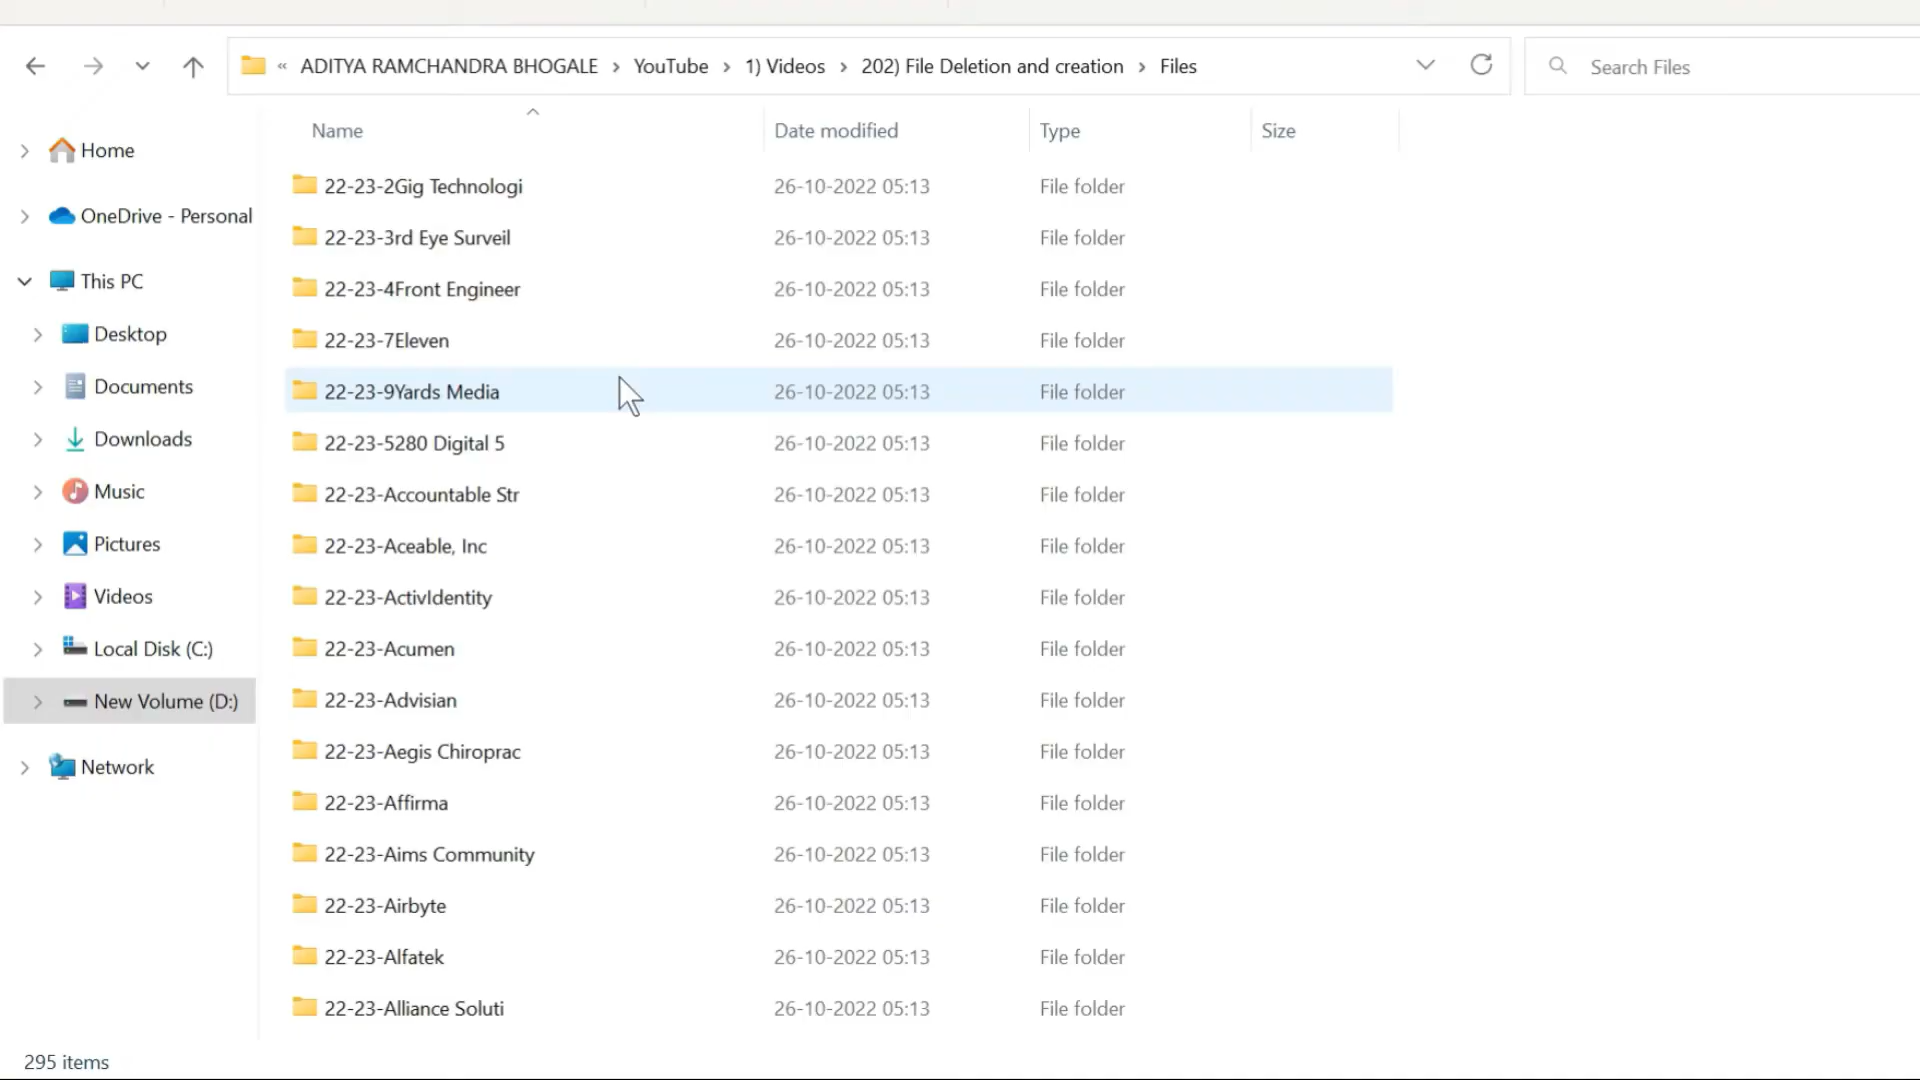 « ADITYA RAMCHANDRA BHOGALE › YouTube › 1) Videos › 202) File Deletion and creation › Files
Search Files
Name Date modified Type Size
Home
OneDrive - Personal
This PC
Desktop
Documents
Downloads
Music
Pictures
Videos
Local Disk (C:)
New Volume (D:)
Network
22-23-2Gig Technologi 26-10-2022 05:13 File folder
22-23-3rd Eye Surveil 26-10-2022 05:13 File folder
22-23-4Front Engineer 26-10-2022 05:13 File folder
22-23-7Eleven 26-10-2022 05:13 File folder
22-23-9Yards Media 26-10-2022 05:13 File folder
22-23-5280 Digital 5 26-10-2022 05:13 File folder
22-23-Accountable Str 26-10-2022 05:13 File folder
22-23-Aceable, Inc 26-10-2022 05:13 File folder
22-23-ActivIdentity 26-10-2022 05:13 File folder
22-23-Acumen 26-10-2022 05:13 File folder
22-23-Advisian 26-10-2022 05:13 File folder
22-23-Aegis Chiroprac 26-10-2022 05:13 File folder
22-23-Affirma 26-10-2022 05:13 File folder
22-23-Aims Community 26-10-2022 05:13 File folder
22-23-Airbyte 26-10-2022 05:13 File folder
22-23-Alfatek 26-10-2022 05:13 File folder
22-23-Alliance Soluti 26-10-2022 05:13 File folder
295 items